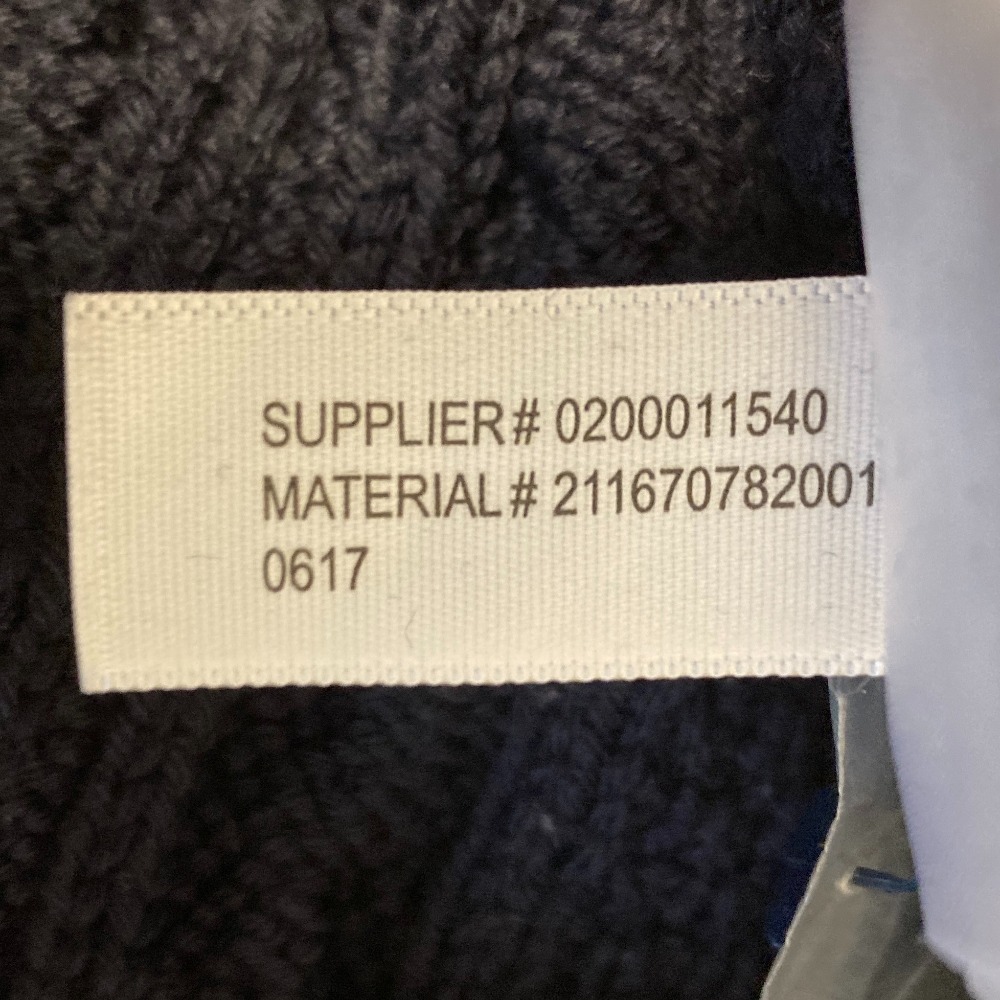 SUPPLIER# 0200011540
MATERIAL# 211670782001
0617